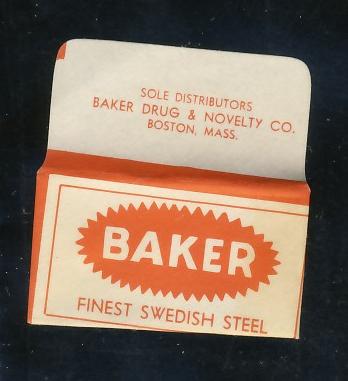 SOLE DISTRIBUTORS
BAKER DRUG & NOVELTY CO.
BOSTON, MASS.
BAKER
FINEST SWEDISH STEEL